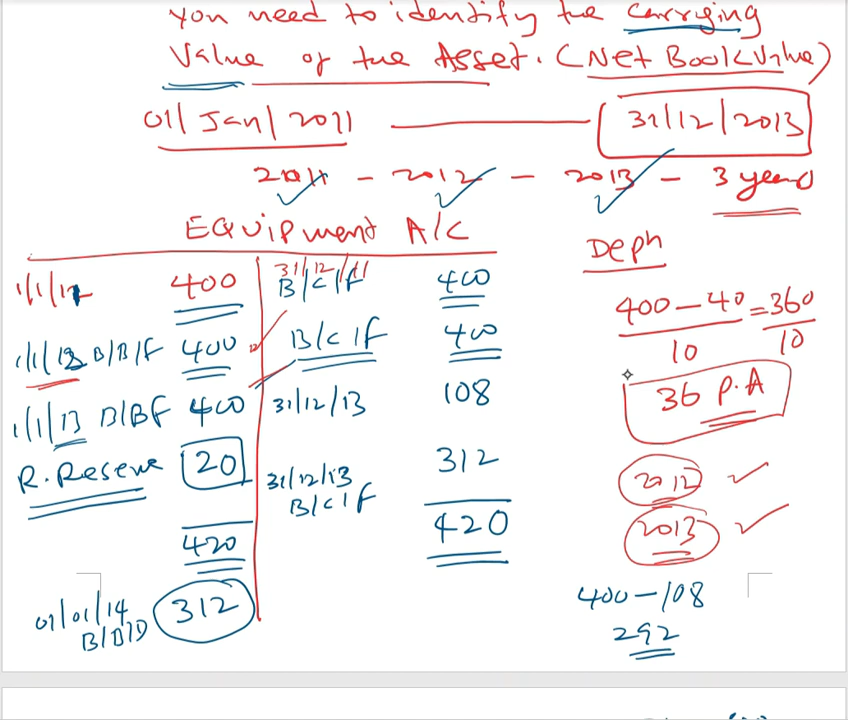 you need to identify the carrying
Value of the Asset. (Net Book Value)
01/Jan/2011 31/12/2013
2011 - 2012 - 2013 - 3 years
EQuipment A/C
Deph
1/1/11 400 31/12/11 B/C/F 400
400 - 40 = 360
10 10
1/1/12 B/B/F 400 B/C/F 400
36 P.A
1/1/13 B/BF 400 31/12/13 108
R. Reserve 20 31/12/13 B/C/F 312
2012
2013
420 420
400 - 108
292
01/01/14 B/B/D 312